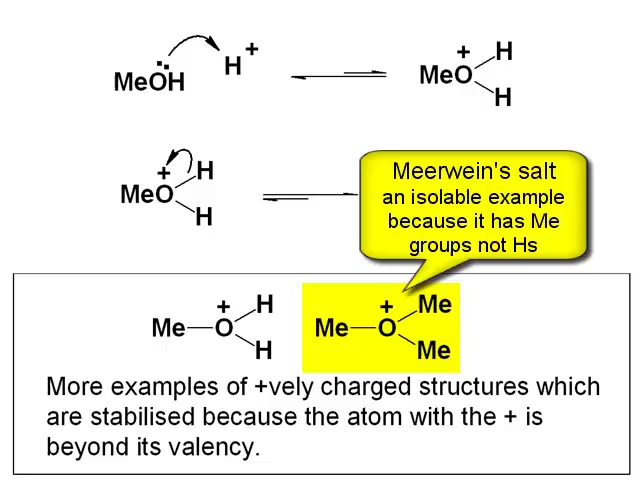 MeOH H+ MeO+ H H
MeO+ H H
Meerwein's salt
an isolable example
because it has Me
groups not Hs
Me O+ H H Me O+ Me Me
More examples of +vely charged structures which
are stabilised because the atom with the + is
beyond its valency.